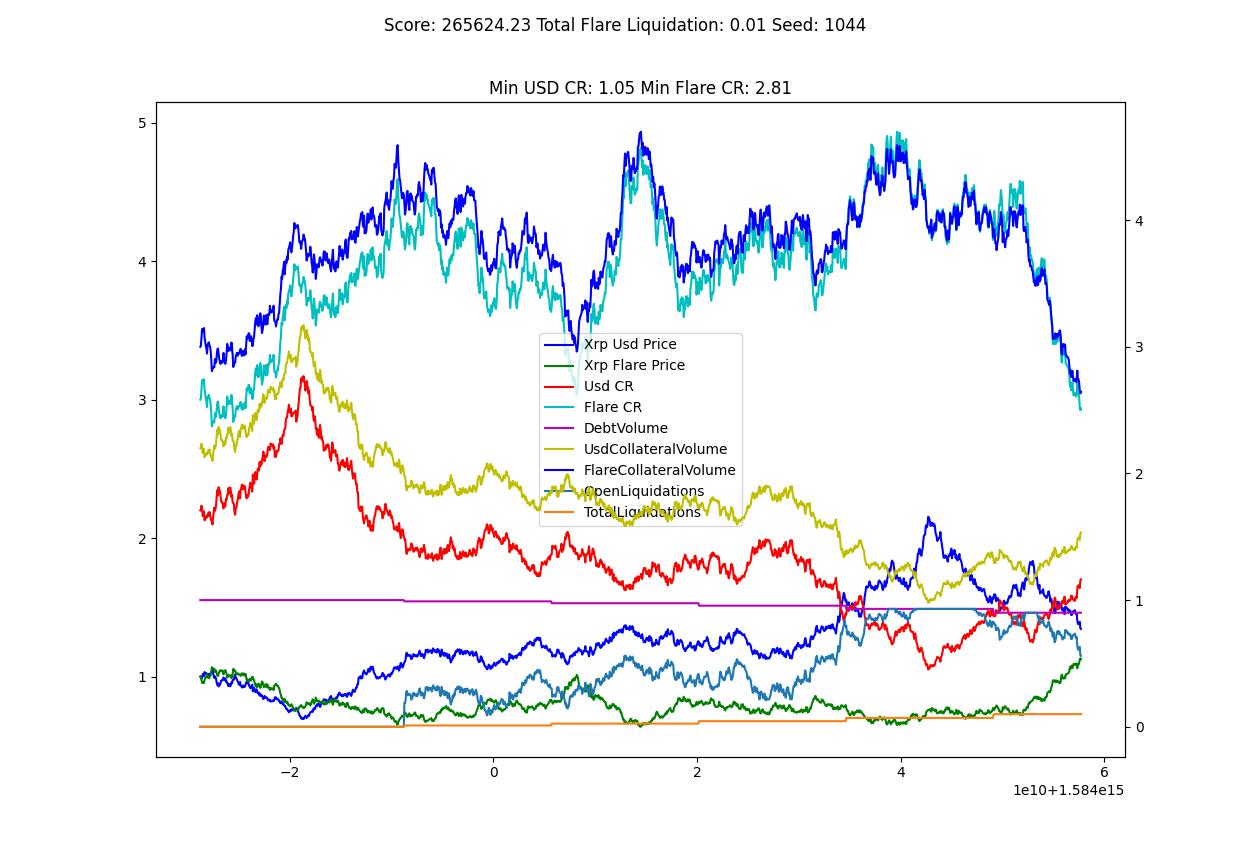 Score: 265624.23 Total Flare Liquidation: 0.01 Seed: 1044
Min USD CR: 1.05 Min Flare CR: 2.81
5
4
3
2
1
4
3
2
1
0
Xrp Usd Price
Xrp Flare Price
Usd CR
Flare CR
DebtVolume
UsdCollateralVolume
FlareCollateralVolume
OpenLiquidations
TotalLiquidations
−2 0 2 4 6
1e10+1.584e15